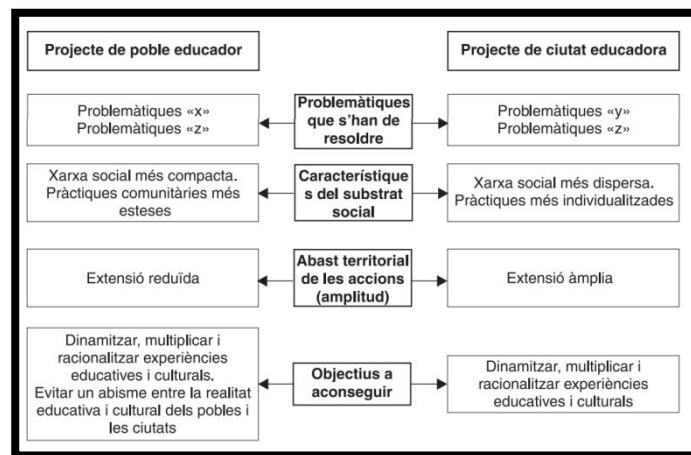 Projecte de poble educador
Projecte de ciutat educadora
Problemàtiques «x»
Problemàtiques «z»
Problemàtiques
que s'han de
resoldre
Problemàtiques «y»
Problemàtiques «z»
Xarxa social més compacta.
Pràctiques comunitàries més
esteses
Característique
s del substrat
social
Xarxa social més dispersa.
Pràctiques més individualitzades
Extensió reduïda
Abast territorial
de les accions
(amplitud)
Extensió àmplia
Dinamitzar, multiplicar i
racionalitzar experiències
educatives i culturals.
Evitar un abisme entre la realitat
educativa i cultural dels pobles i
les ciutats
Objectius a
aconseguir
Dinamitzar, multiplicar i
racionalitzar experiències
educatives i culturals